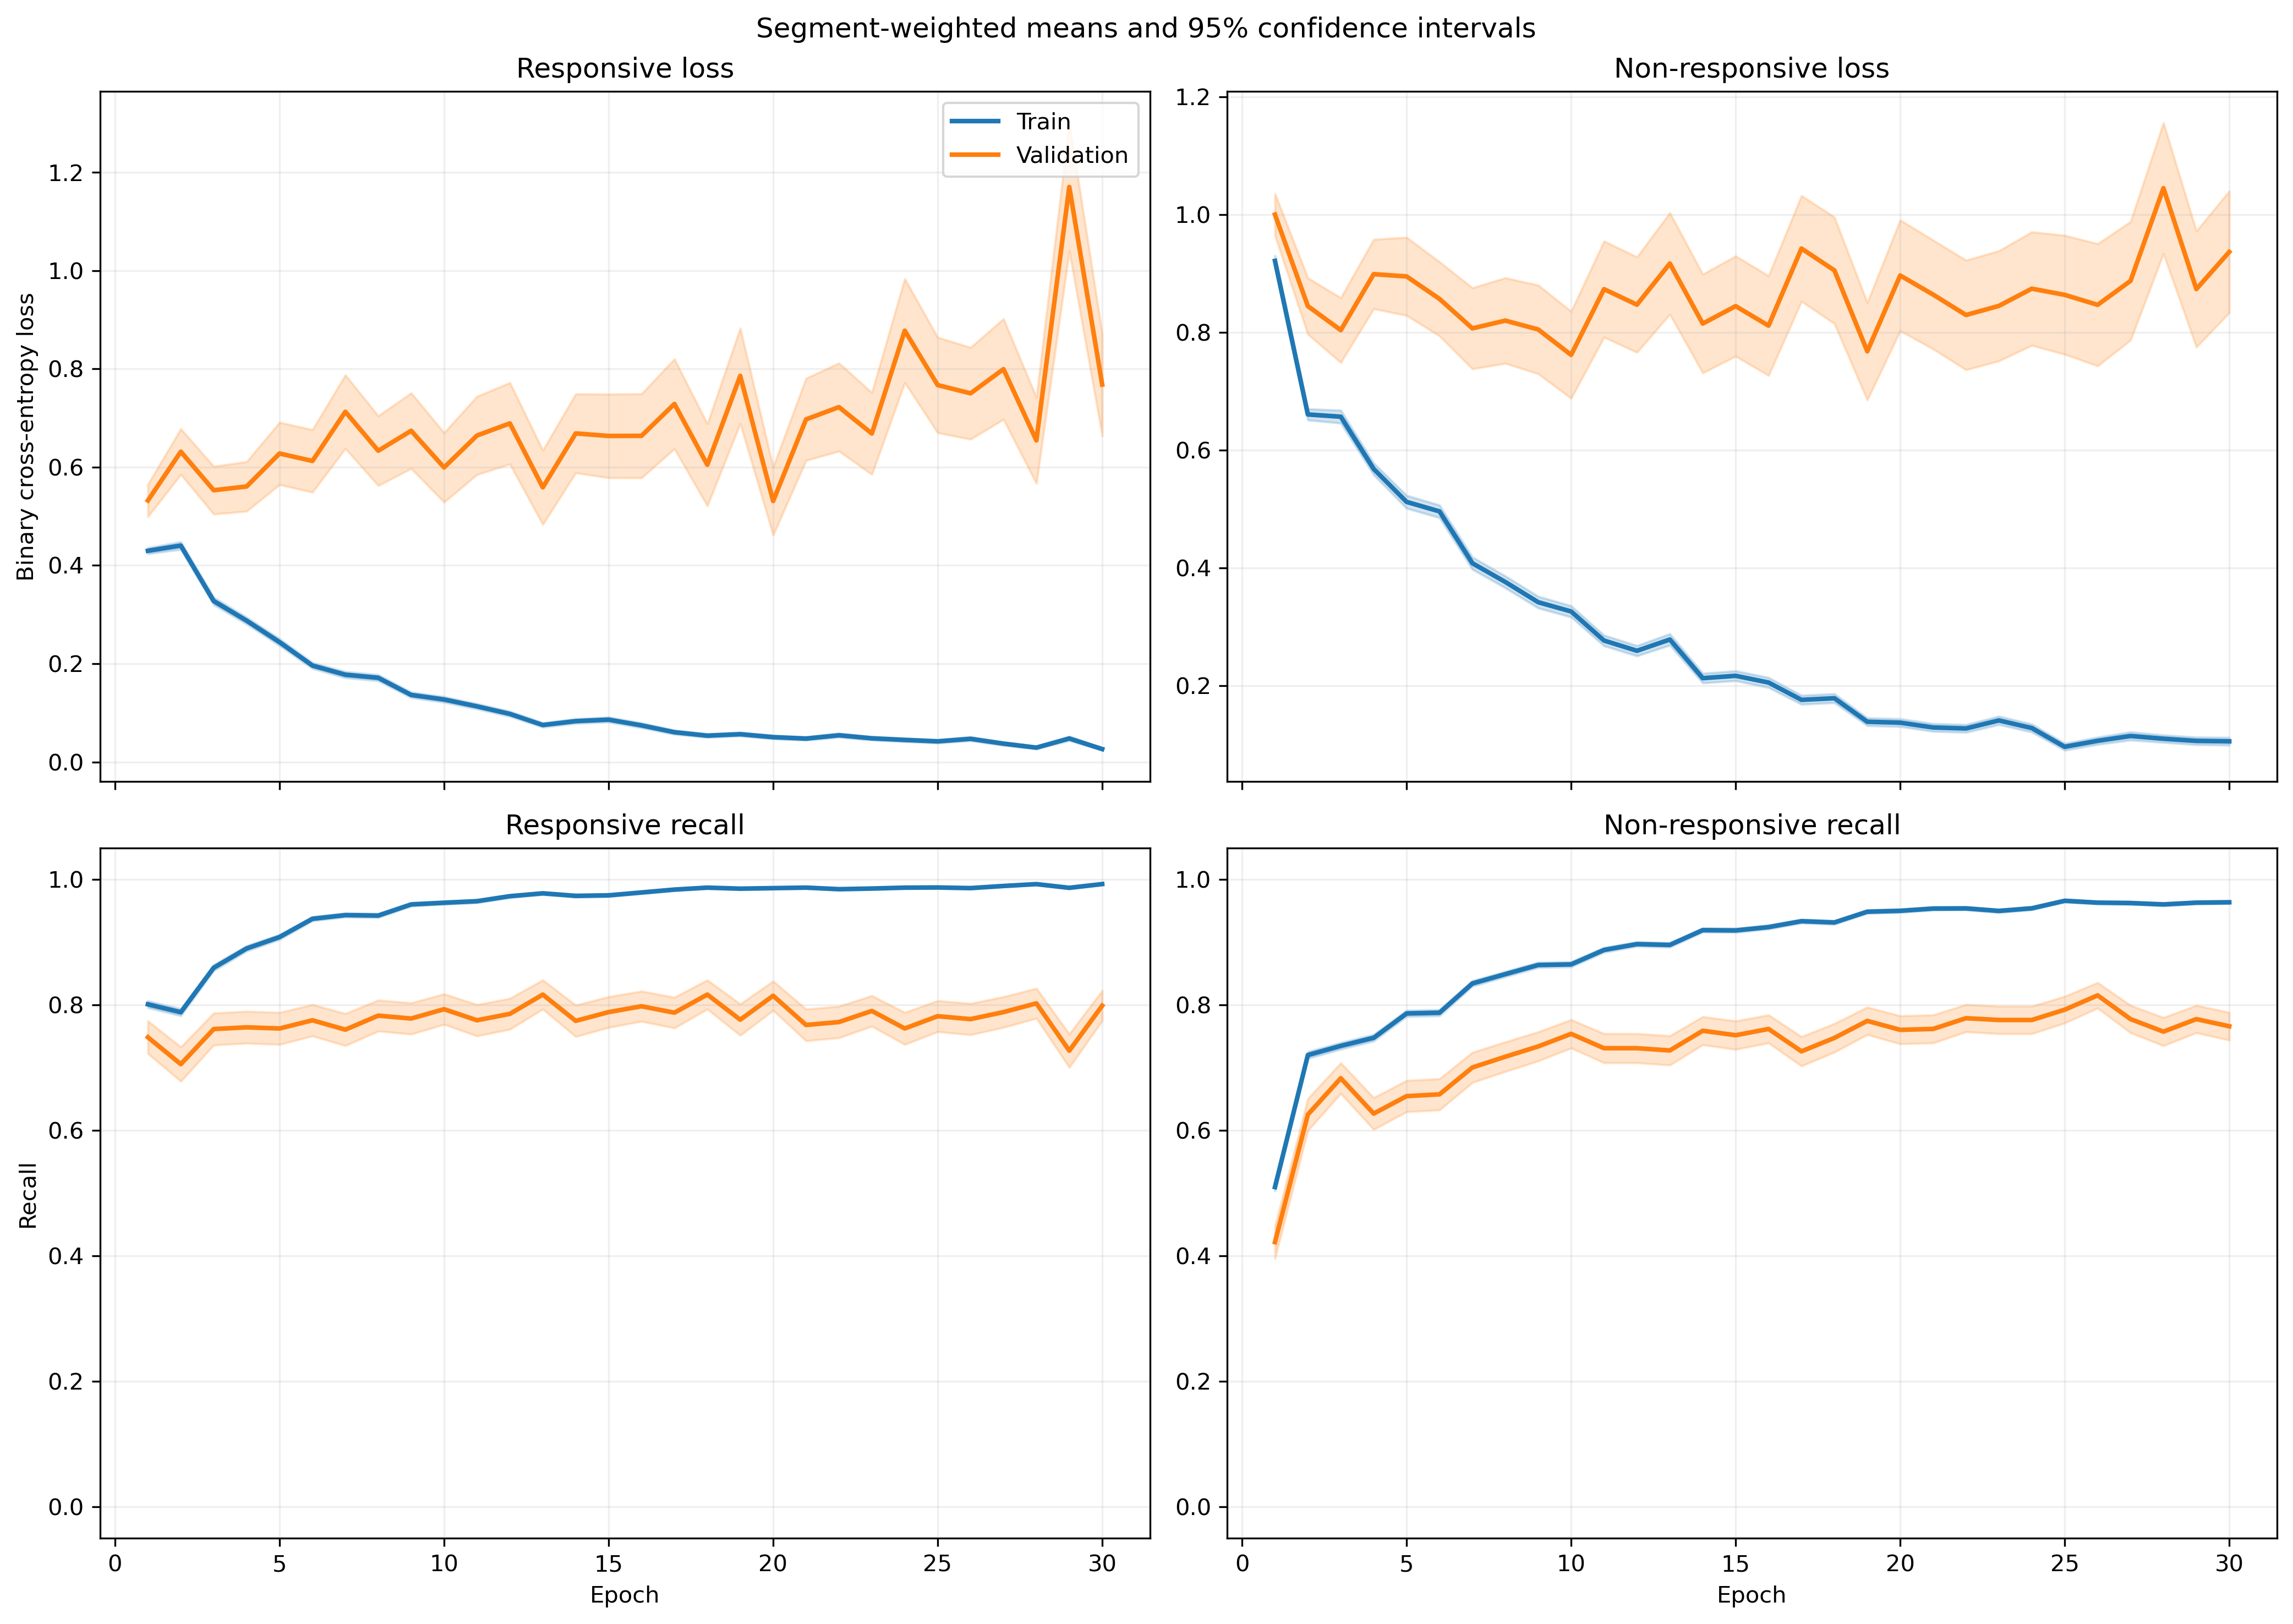 Segment-weighted means and 95% confidence intervals
Responsive loss
Non-responsive loss
Train
Validation
Binary cross-entropy loss
1.2
1.0
0.8
0.6
0.4
0.2
0.0
1.2
1.0
0.8
0.6
0.4
0.2
Responsive recall
Non-responsive recall
Recall
1.0
0.8
0.6
0.4
0.2
0.0
0 5 10 15 20 25 30
Epoch
1.0
0.8
0.6
0.4
0.2
0.0
0 5 10 15 20 25 30
Epoch